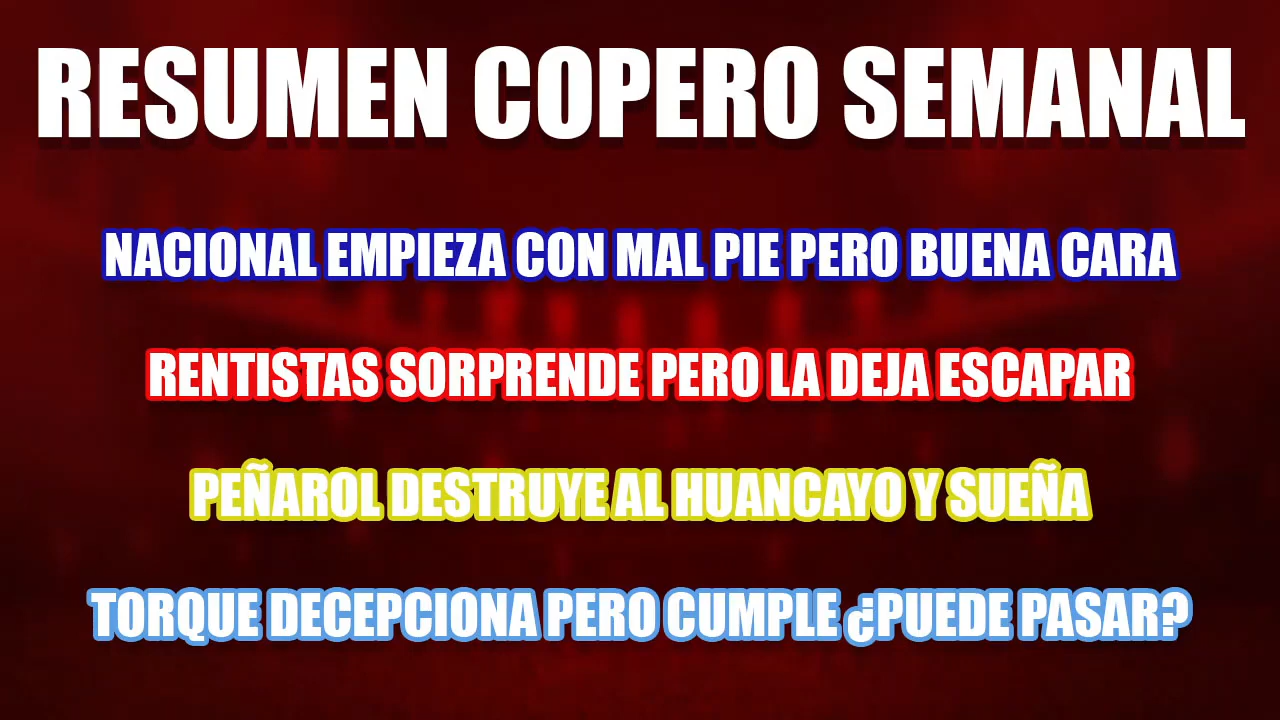 RESUMEN COPERO SEMANAL
NACIONAL EMPIEZA CON MAL PIE PERO BUENA CARA
RENTISTAS SORPRENDE PERO LA DEJA ESCAPAR
PEÑAROL DESTRUYE AL HUANCAYO Y SUEÑA
TORQUE DECEPCIONA PERO CUMPLE ¿PUEDE PASAR?